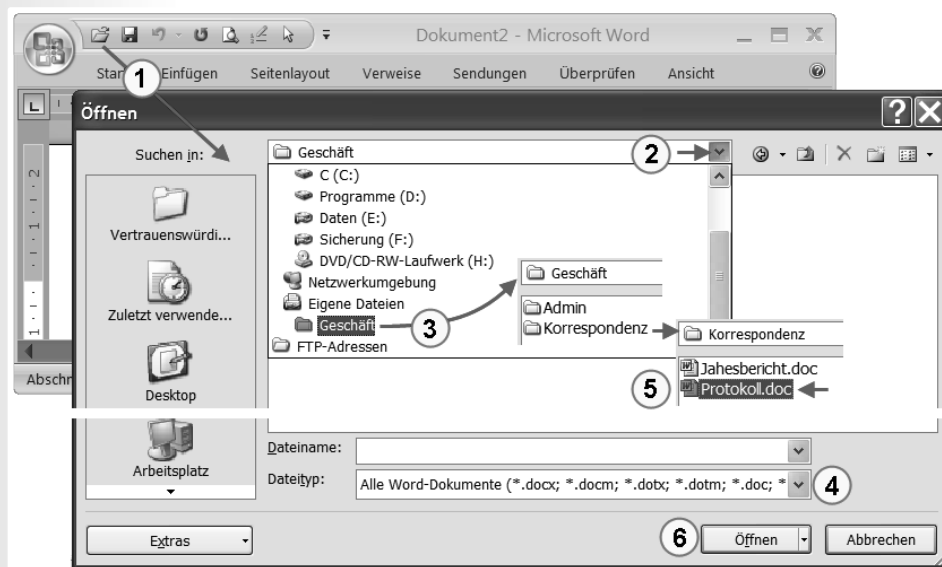 Dokument2 - Microsoft Word
1
Einfügen Seitenlayout Verweise Sendungen Überprüfen Ansicht
L
Öffnen
Suchen in:
Geschäft
2
C (C:)
Programme (D:)
Daten (E:)
Sicherung (F:)
DVD/CD-RW-Laufwerk (H:)
Netzwerkumgebung
Eigene Dateien
Geschäft
FTP-Adressen
3
Geschäft
Admin
Korrespondenz
Korrespondenz
Jahesbericht.doc
5
Protokoll.doc
Vertrauenswürdi...
Zuletzt verwende...
Desktop
Arbeitsplatz
Abschn
Dateiname:
Dateityp:
Alle Word-Dokumente (*.docx; *.docm; *.dotx; *.dotm; *.doc; *
4
Extras
6
Öffnen
Abbrechen